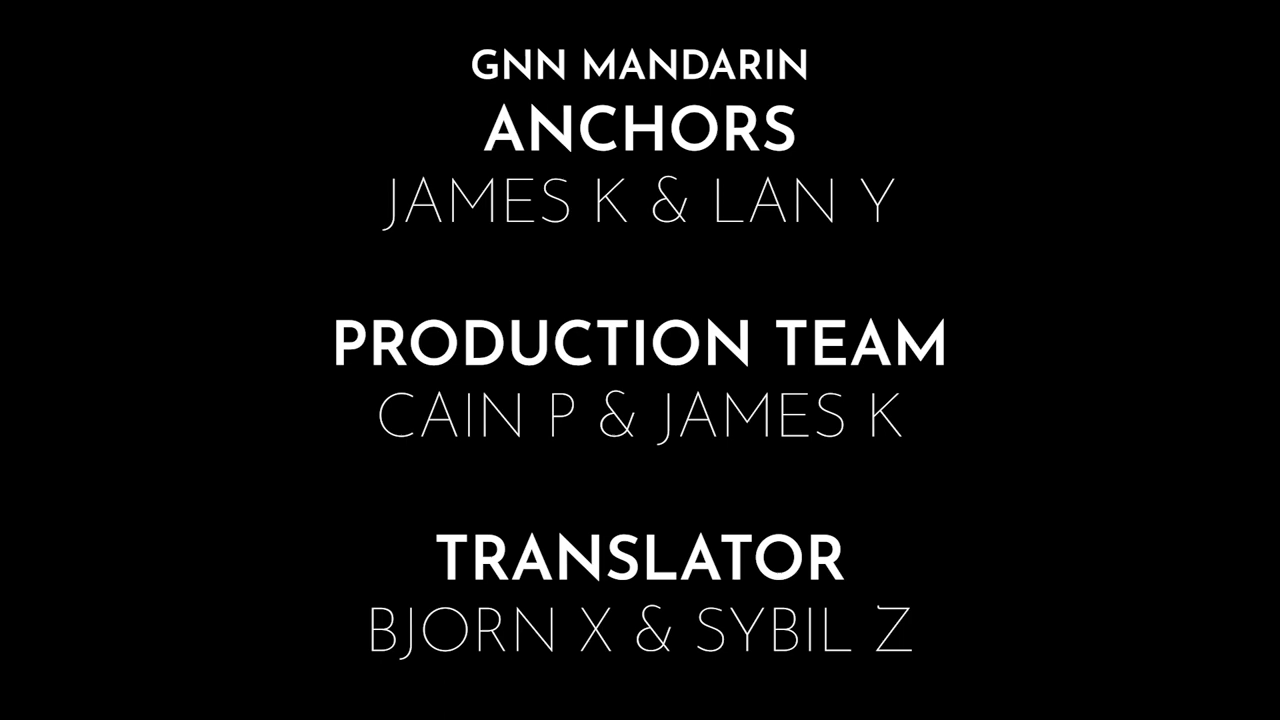 GNN MANDARIN
ANCHORS
JAMES K & LAN Y
PRODUCTION TEAM
CAIN P & JAMES K
TRANSLATOR
BJORN X & SYBIL Z